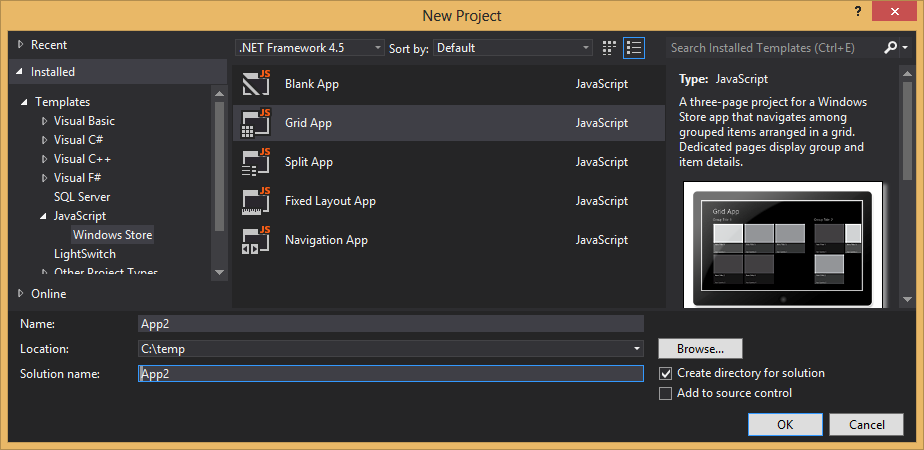 New Project
?
Recent
Installed
Templates
Visual Basic
Visual C#
Visual C++
Visual F#
SQL Server
JavaScript
Windows Store
LightSwitch
Other Project Types
Online
.NET Framework 4.5
Sort by: Default
Search Installed Templates (Ctrl+E)
JS Blank App JavaScript
JS Grid App JavaScript
JS Split App JavaScript
JS Fixed Layout App JavaScript
JS Navigation App JavaScript
Type: JavaScript
A three-page project for a Windows
Store app that navigates among
grouped items arranged in a grid.
Dedicated pages display group and
item details.
Grid App
Name: App2
Location: C:\temp
Browse...
Solution name: App2
Create directory for solution
Add to source control
OK
Cancel